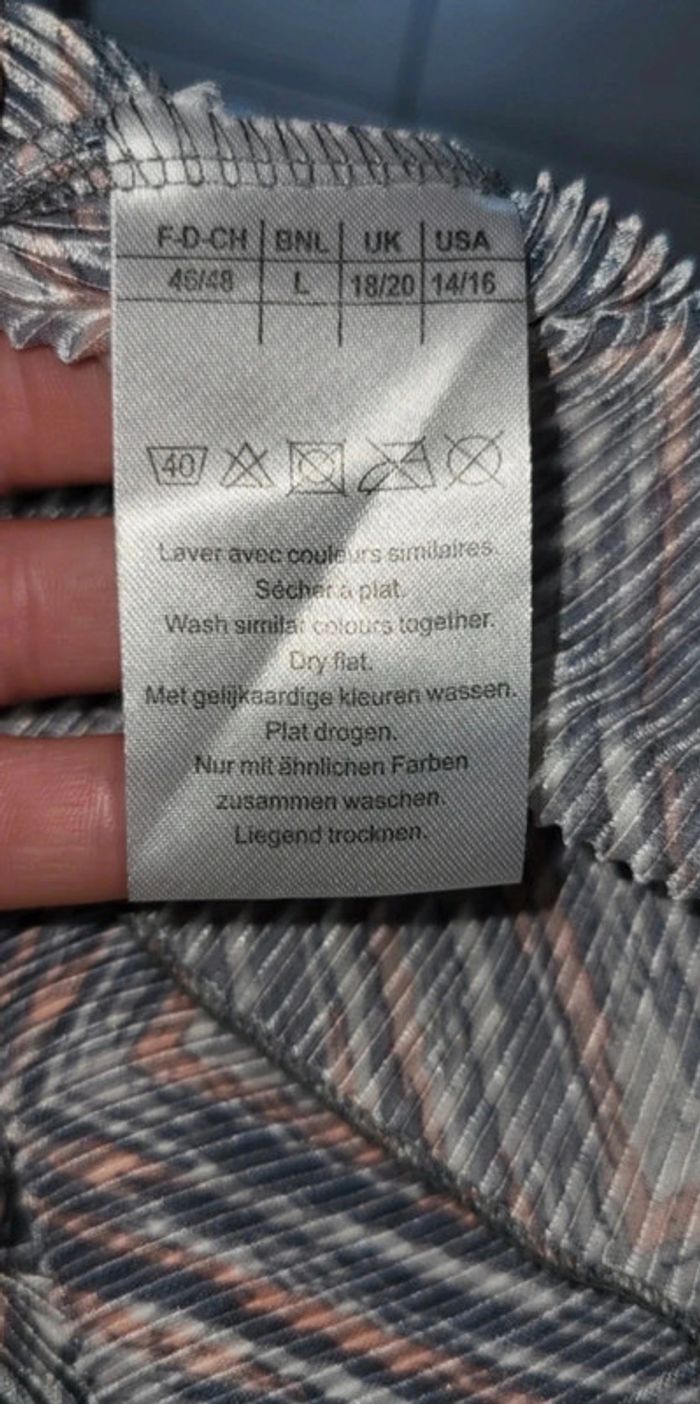 F-D-CH BNL UK USA
46/48 L 18/20 14/16
40
Laver avec couleurs similaires.
Sécher à plat.
Wash similar colours together.
Dry flat.
Met gelijkaardige kleuren wassen.
Plat drogen.
Nur mit ähnlichen Farben
zusammen waschen.
Liegend trocknen.